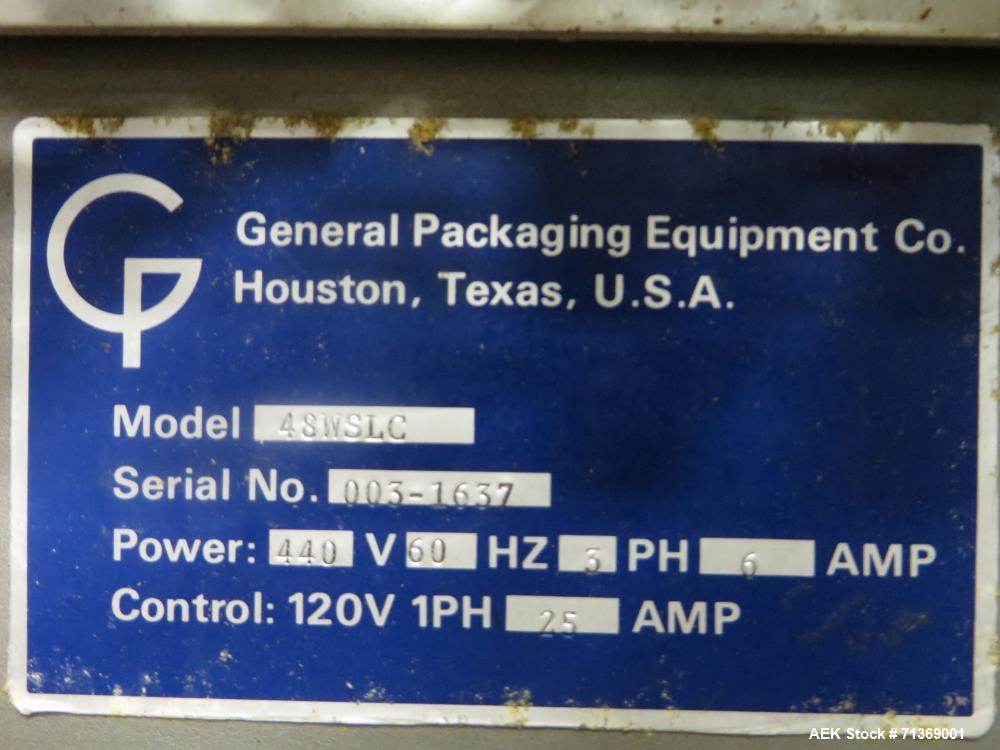 General Packaging Equipment Co.
Houston, Texas, U.S.A.
Model 48WSLC
Serial No. 003-1637
Power: 440 V 60 HZ 3 PH 6 AMP
Control: 120V 1PH 25 AMP
AEK Stock # 71369001